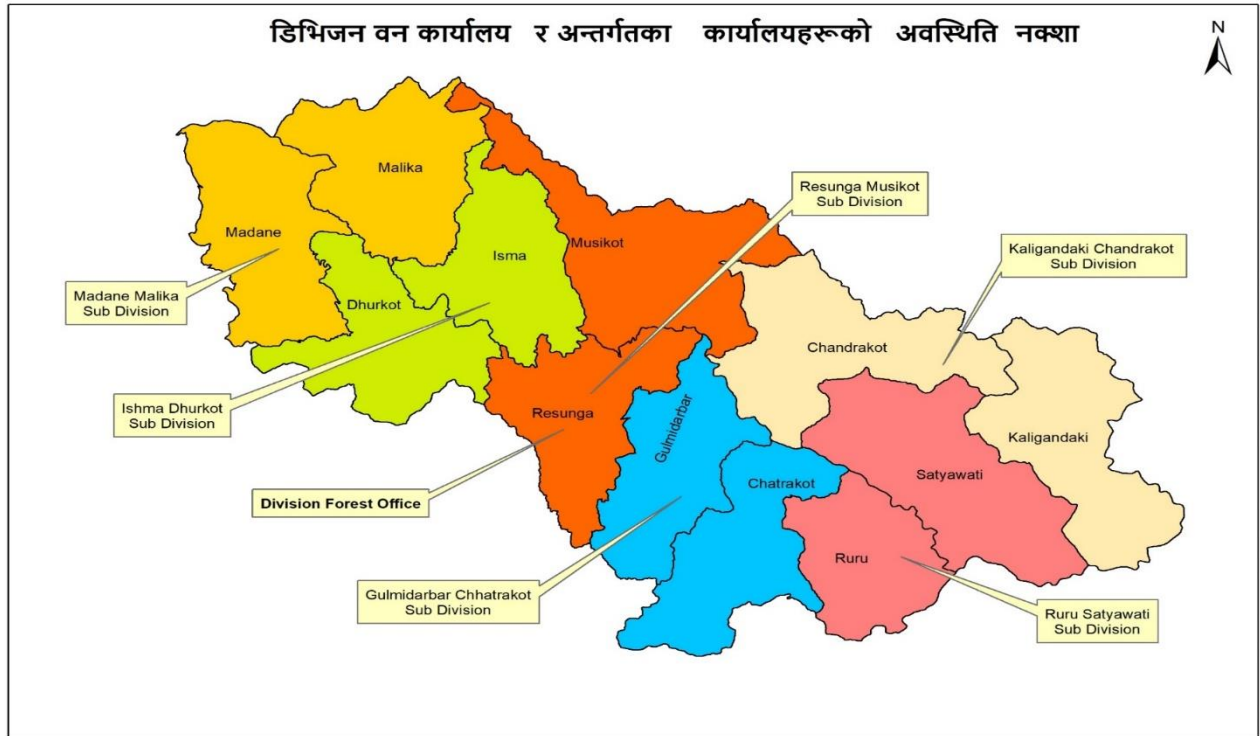 डिभिजन वन कार्यालय र अन्तर्गतका कार्यालयहरूको अवस्थिति नक्शा
N
Malika
Resunga Musikot
Sub Division
Madane
Musikot
Isma
Kaligandaki Chandrakot
Sub Division
Madane Malika
Sub Division
Dhurkot
Chandrakot
Ishma Dhurkot
Sub Division
Resunga
Gulmidarbar
Kaligandaki
Satyawati
Chatrakot
Division Forest Office
Ruru
Gulmidarbar Chhatrakot
Sub Division
Ruru Satyawati
Sub Division